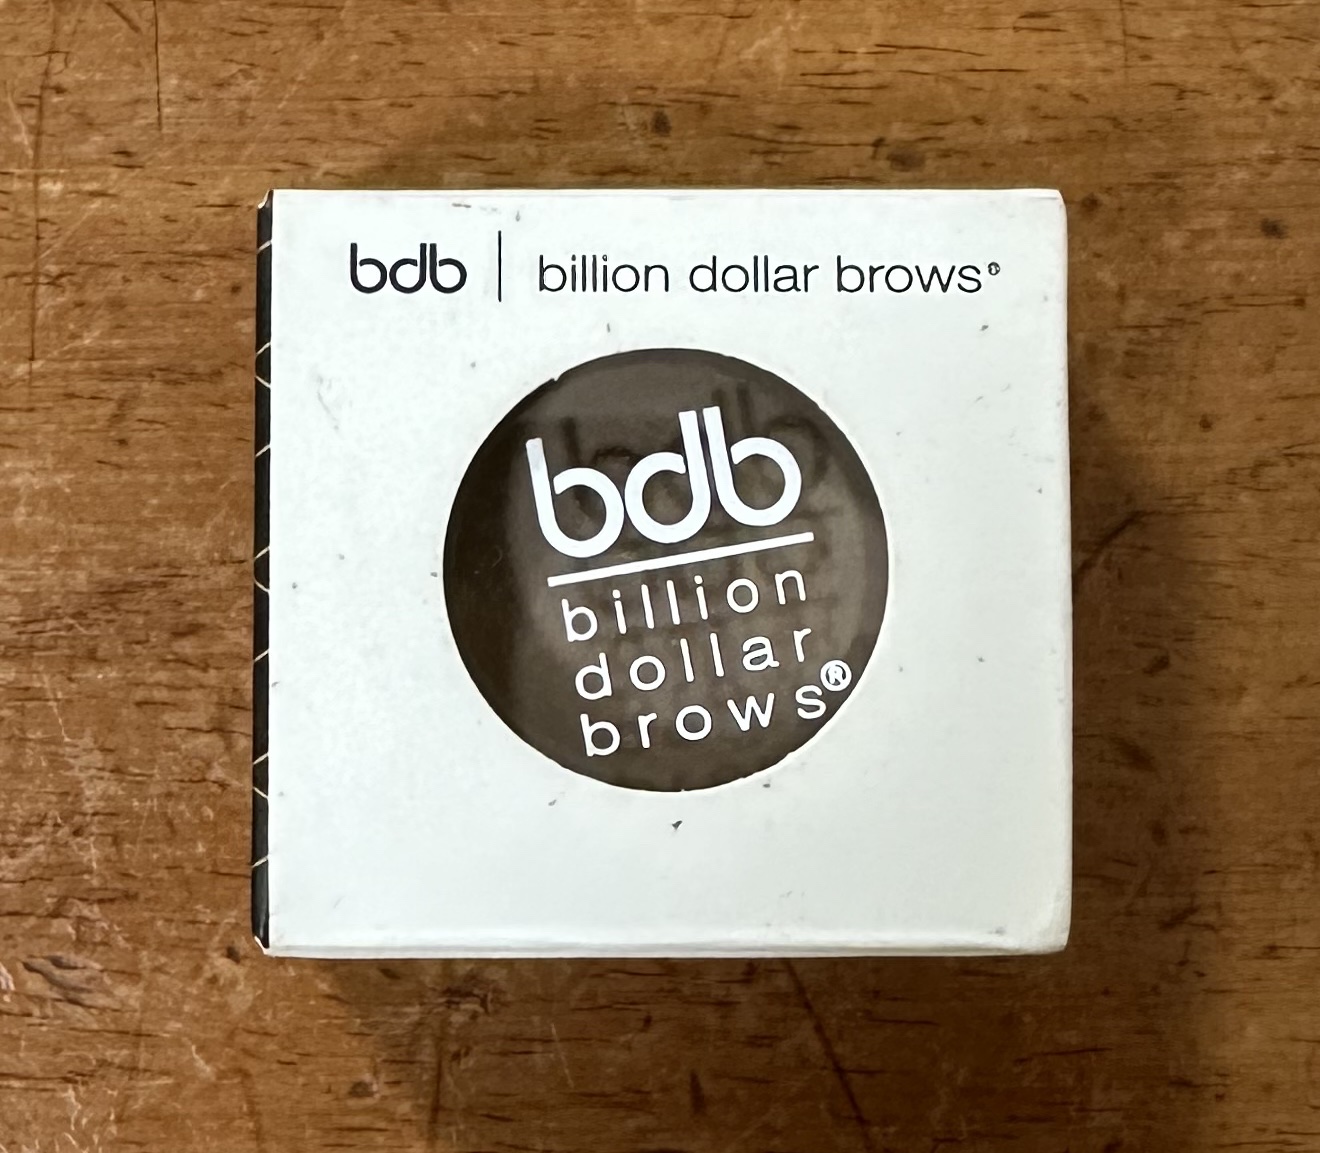 bdb | billion dollar brows®
bdb
billion
dollar
brows®